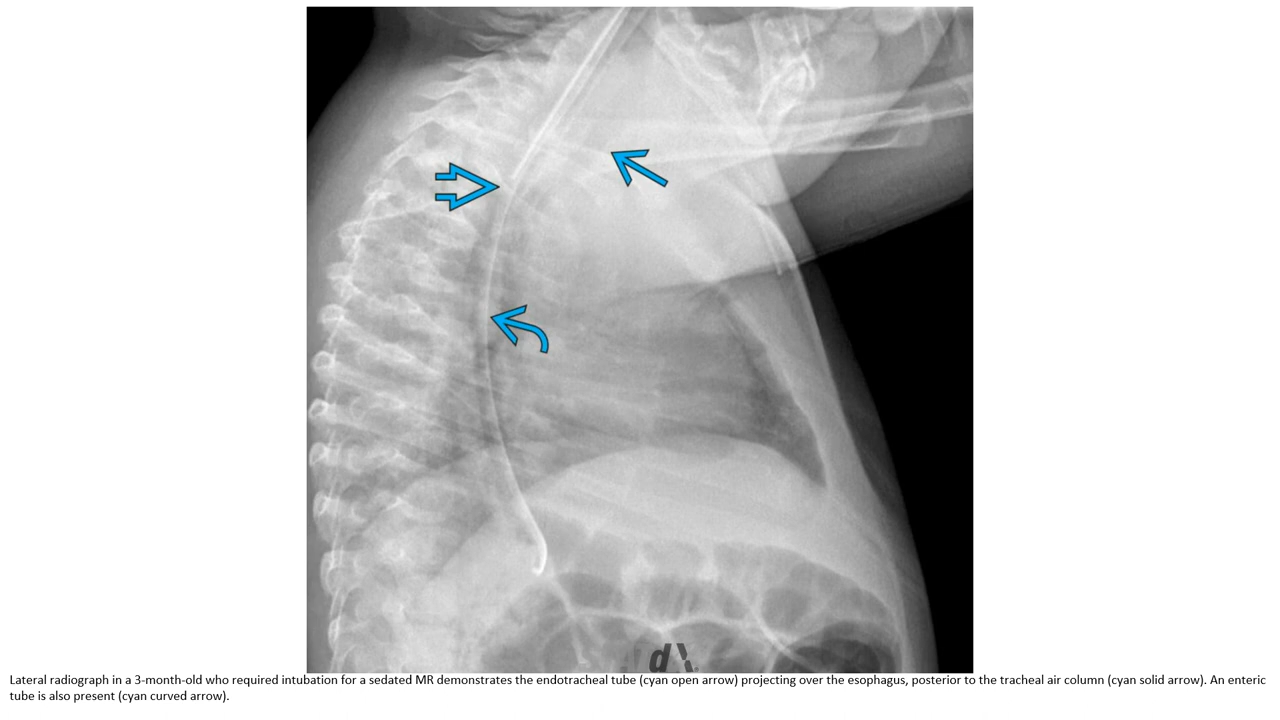 Lateral radiograph in a 3-month-old who required intubation for a sedated MR demonstrates the endotracheal tube (cyan open arrow) projecting over the esophagus, posterior to the tracheal air column (cyan solid arrow). An enteric
tube is also present (cyan curved arrow).